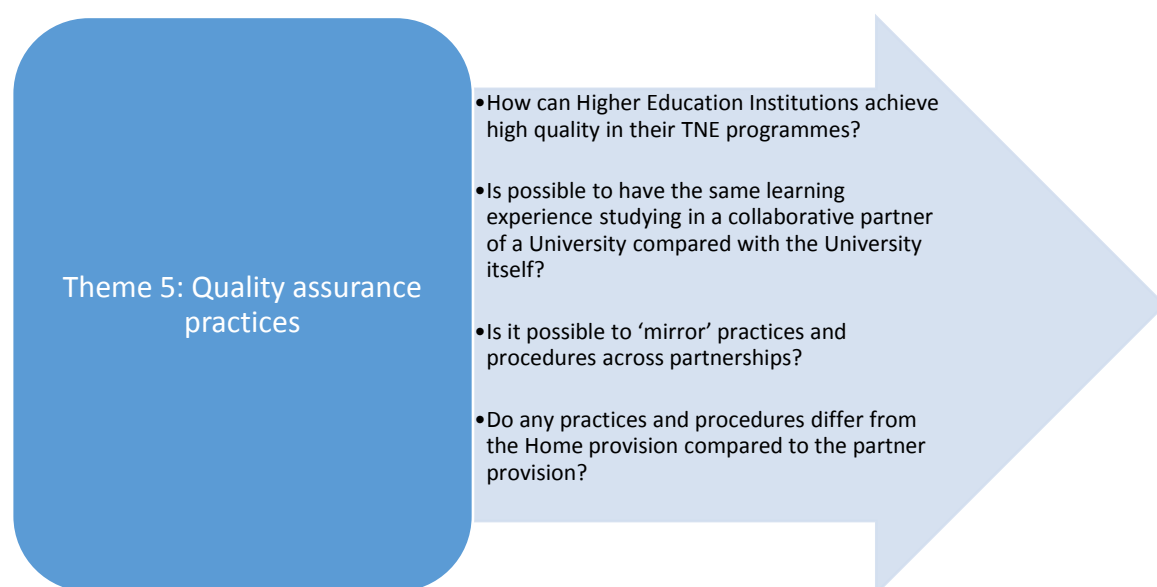 Theme 5: Quality assurance
practices
•How can Higher Education Institutions achieve
high quality in their TNE programmes?
•Is possible to have the same learning
experience studying in a collaborative partner
of a University compared with the University
itself?
•Is it possible to ‘mirror’ practices and
procedures across partnerships?
•Do any practices and procedures differ from
the Home provision compared to the partner
provision?